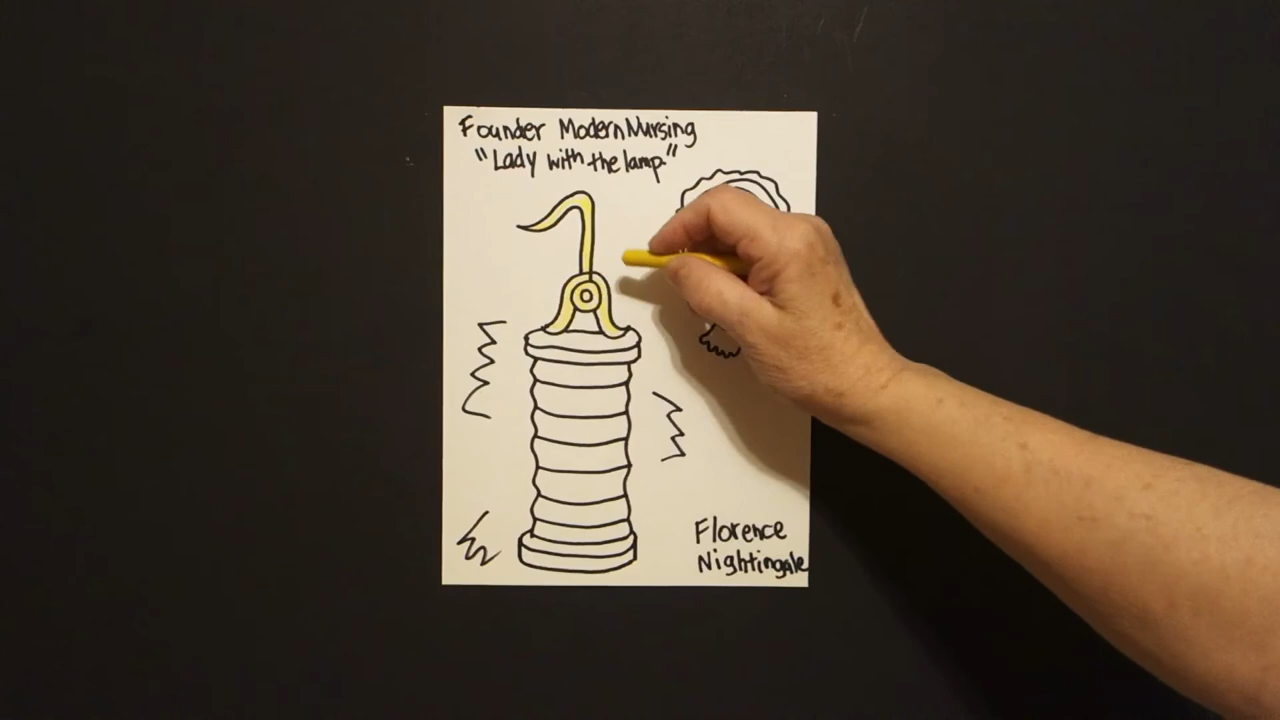 Founder Modern Nursing
"Lady with the lamp"
Florence
Nightingale